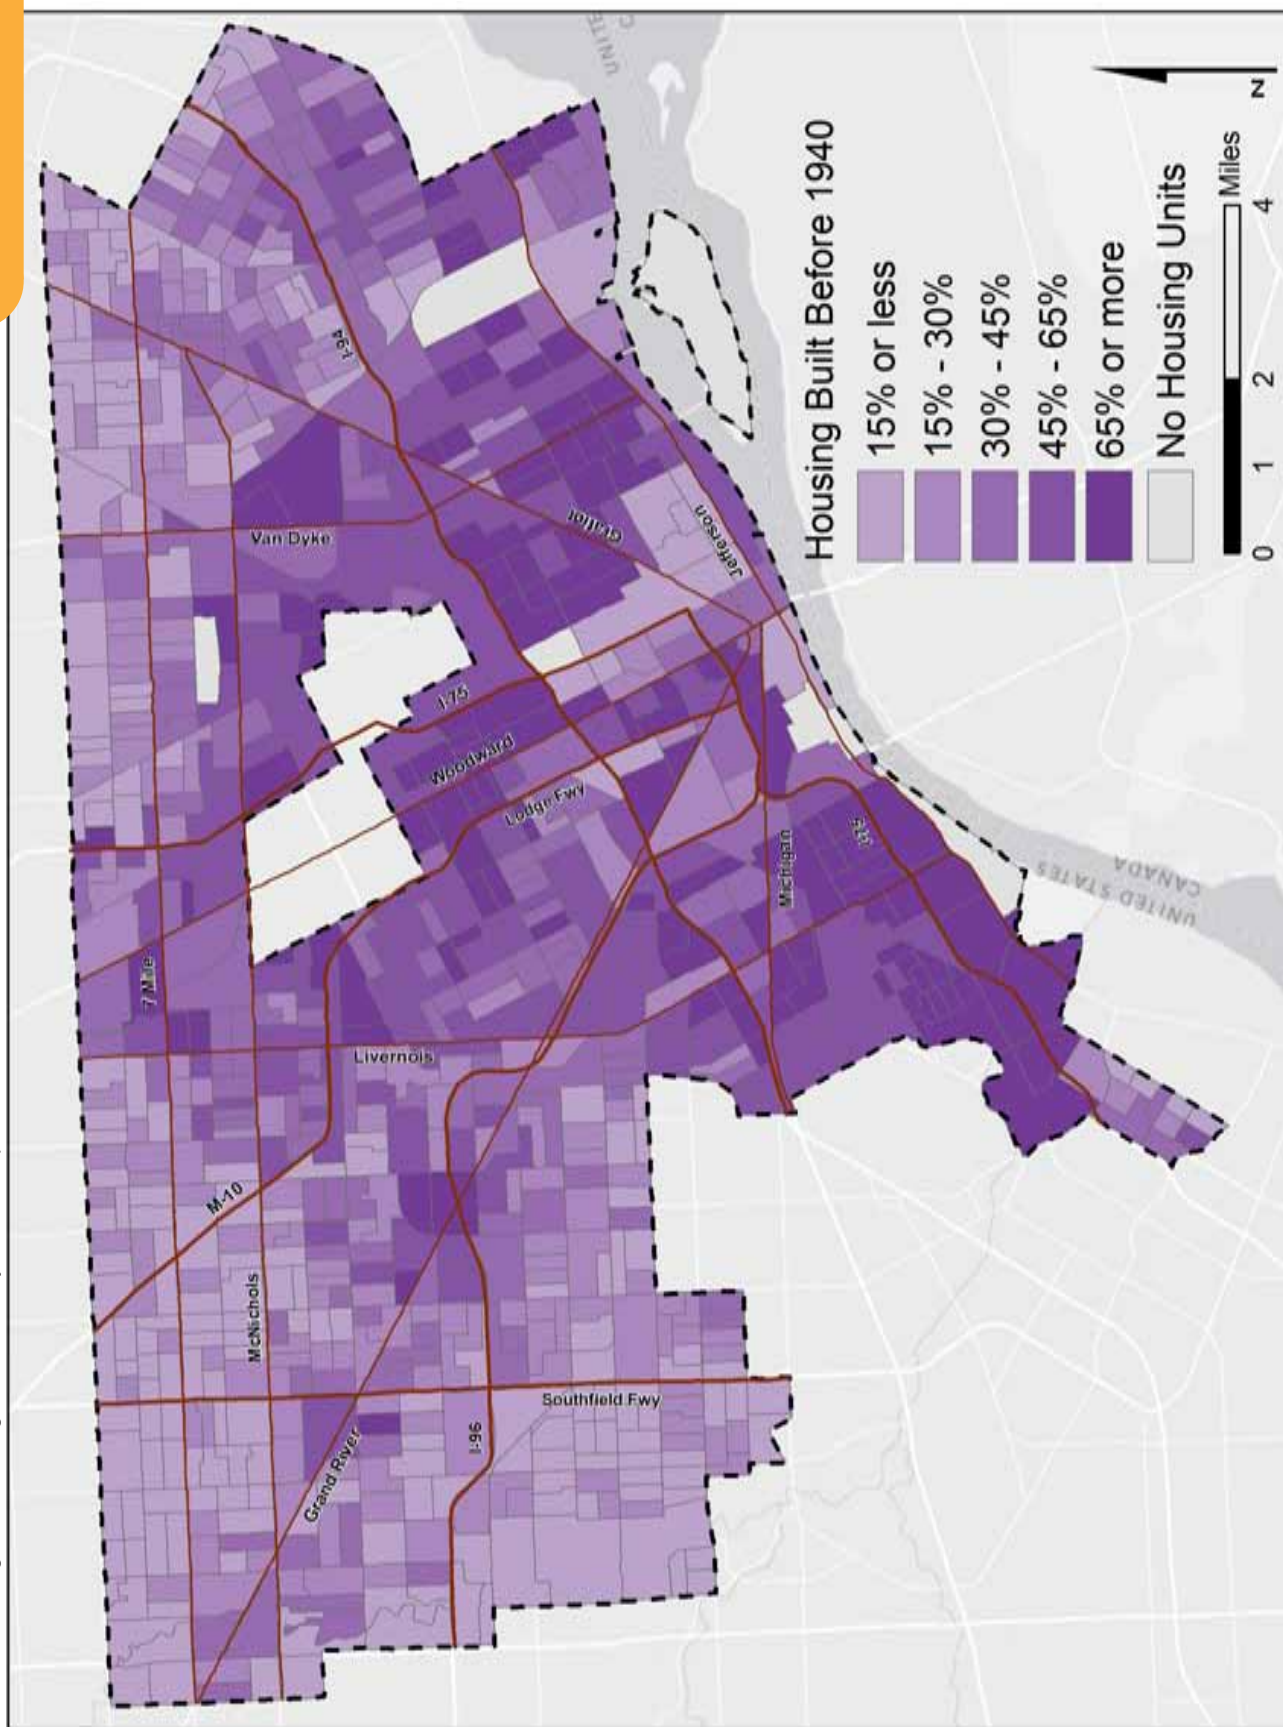 7 Mile
Van Dyke
I-94
M-10
McNichols
Livernois
I-75
Woodward
Lodge Fwy
Gratiot
Jefferson
Grand River
I-96
Southfield Fwy
Michigan
I-75
UNITE
C
UNITED STATES
CANADA
Housing Built Before 1940
15% or less
15% - 30%
30% - 45%
45% - 65%
65% or more
No Housing Units
0 1 2 4
Miles
N